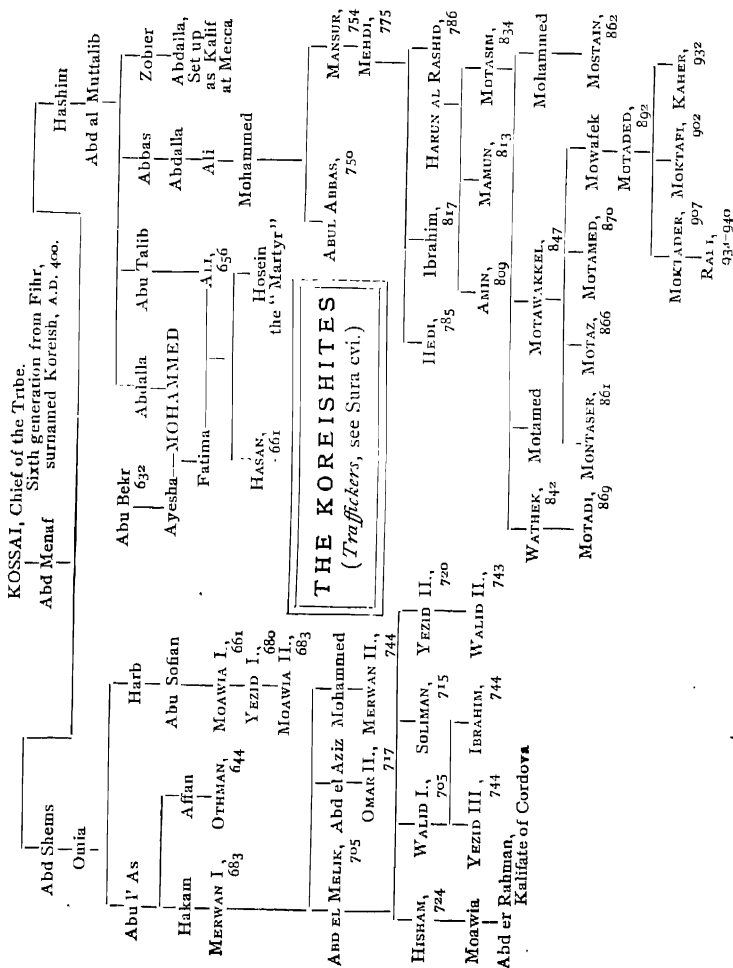 KOSSAI, Chief of the Tribe.
Sixth generation from Fihr,
surnamed Koreish, A.D. 400.
Abd Menaf
Abd Shems
Hashim
Omia
Abd al Muttalib
Abu l' As
Harb
Abu Bekr
632
Abdalla
Abu Talib
Abbas
Zobier
Hakam
Affan
Abu Sofian
Ayesha—MOHAMMED
Abdalla
Abdalla,
Set up
as Kalif
at Mecca
MERWAN I.,
683
OTHMAN,
644
MOAWIA I.,
661
YEZID I.,
680
MOAWIA II.,
683
Fatima
ALI,
656
Ali
Mohammed
HASAN,
661
Hosein
the "Martyr"
THE KOREISHITES
(Traffickers, see Sura cvi.)
ABD EL MELIK,
705
Abd el Aziz
Mohammed
OMAR II.,
717
MERWAN II.,
744
ABUL ABBAS,
750
MANSUR,
754
MEHDI,
775
HISHAM,
724
WALID I.,
705
SOLIMAN,
715
YEZID II.,
720
HEDI,
785
Ibrahim,
817
HARUN AL RASHID,
786
Moawia
YEZID III.,
744
IBRAHIM,
744
WALID II.,
743
AMIN,
809
MAMUN,
813
MOTASIM,
834
Abd er Rahman,
Kalifate of Cordova
WATHEK,
842
Motamed
MOTAWAKKEL,
847
Mohammed
MOTADI,
869
MONTASER,
861
MOTAZ,
866
MOTAMED,
870
Mowafek
MOSTAIN,
862
MOTADED,
892
MOKTADER,
907
MOKTAFI,
902
KAHER,
932
RADI,
934-940